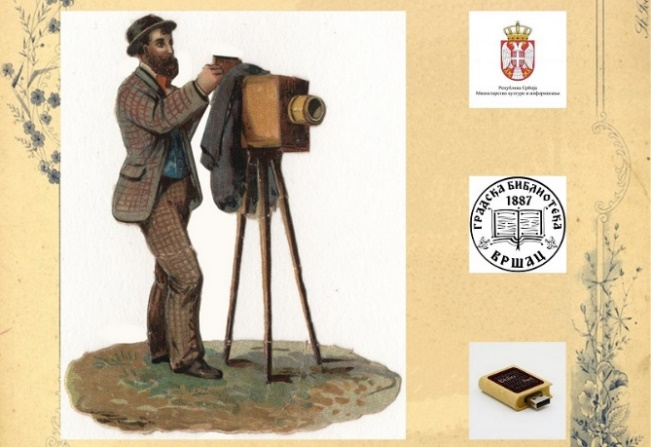 Република Србија
Министарство културе и информисања
ГРАДСКА БИБЛИОТЕКА
1887
ВРШАЦ